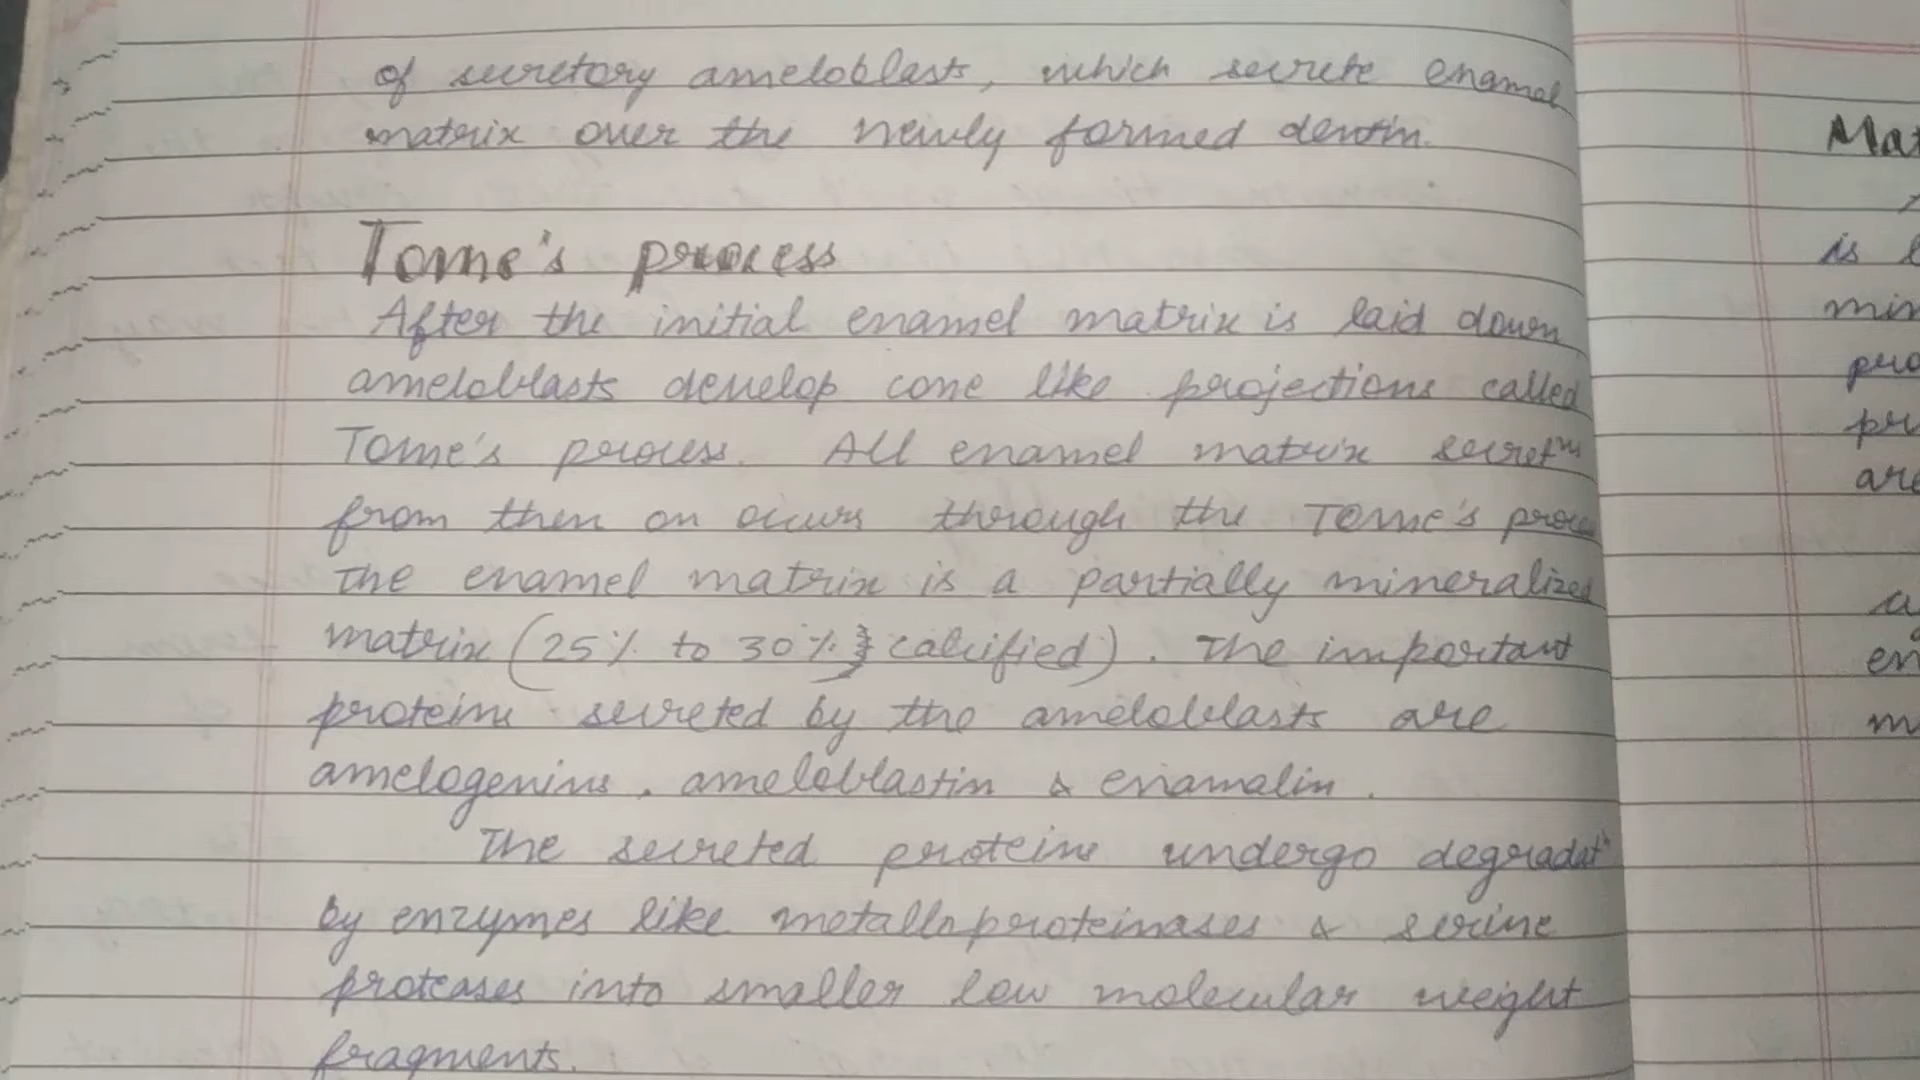 of secretory ameloblasts, which secrete enamel
matrix over the newly formed dentin.
Tome's process
After the initial enamel matrix is laid down
ameloblasts develop cone like projections called
Tome's process. All enamel matrix secretⁿˢ
from then on occurs through the Tome's proce
the enamel matrix is a partially mineralized
matrix (25% to 30% calcified). The important
proteins secreted by the ameloblasts are
amelogenins, ameloblastin & enamalin.
The secreted proteins undergo degradatⁿ
by enzymes like metalloproteinases & serine
proteases into smaller low molecular weight
fragments.
Mat
is
min
pro
pr
are
a
en
m